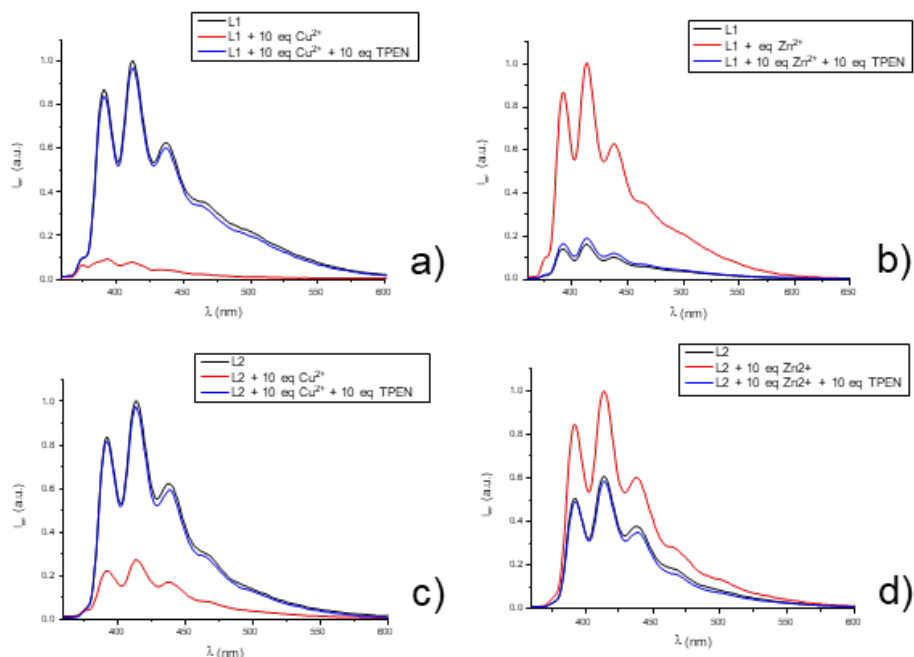 L1
L1 + 10 eq Cu²⁺
L1 + 10 eq Cu²⁺ + 10 eq TPEN
1.0
0.8
0.6
0.4
0.2
0.0
400
450
500
550
600
λ (nm)
a)
L1
L1 + eq Zn²⁺
L1 + 10 eq Zn²⁺ + 10 eq TPEN
1.0
0.8
0.6
0.4
0.2
0.0
400
450
500
550
600
650
λ (nm)
b)
L2
L2 + 10 eq Cu²⁺
L2 + 10 eq Cu²⁺ + 10 eq TPEN
1.0
0.8
0.6
0.4
0.2
0.0
400
450
500
550
600
λ (nm)
c)
L2
L2 + 10 eq Zn2+
L2 + 10 eq Zn2+ + 10 eq TPEN
1.0
0.8
0.6
0.4
0.2
0.0
400
450
500
550
600
λ (nm)
d)